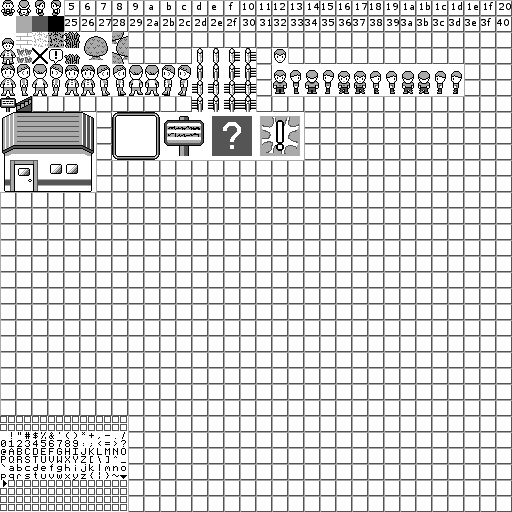 5 6 7 8 9 a b c d e f 10 11 12 13 14 15 16 17 18 19 1a 1b 1c 1d 1e 1f 20
25 26 27 28 29 2a 2b 2c 2d 2e 2f 30 31 32 33 34 35 36 37 38 39 3a 3b 3c 3d 3e 3f 40
!
? !
!"#$%&'()*+,-./
0123456789:;<=>?
@ABCDEFGHIJKLMNO
PQRSTUVWXYZ[\]^_
`abcdefghijklmno
pqrstuvwxyz{|}~